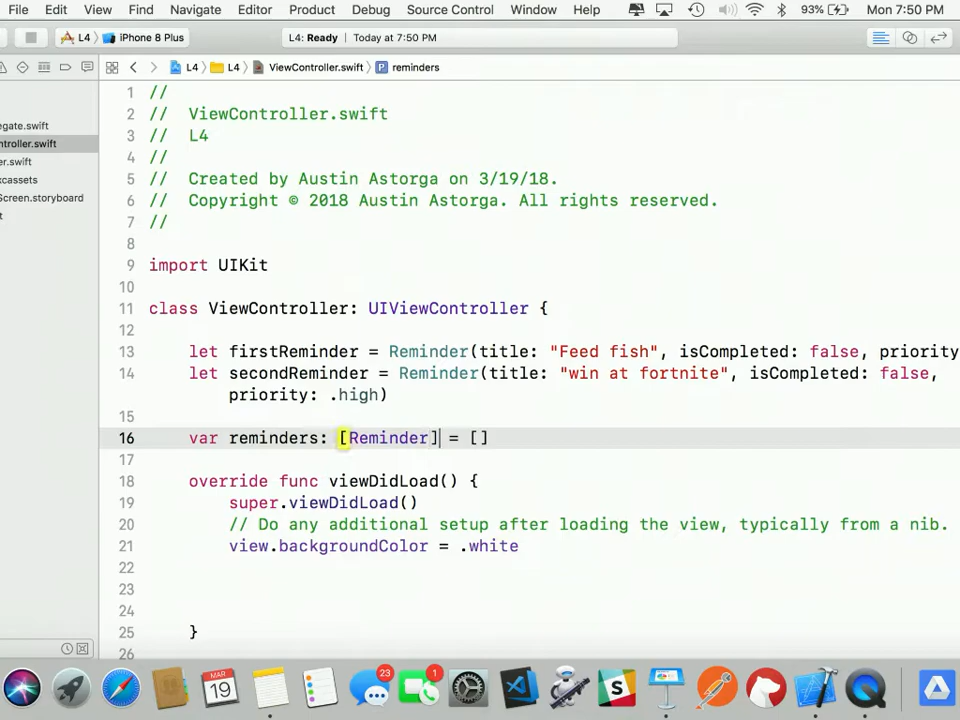 File Edit View Find Navigate Editor Product Debug Source Control Window Help 93% Mon 7:50 PM
L4 iPhone 8 Plus L4: Ready | Today at 7:50 PM
L4 L4 ViewController.swift P reminders
1 //
2 // ViewController.swift
3 // L4
4 //
5 // Created by Austin Astorga on 3/19/18.
6 // Copyright © 2018 Austin Astorga. All rights reserved.
7 //
8
9 import UIKit
10
11 class ViewController: UIViewController {
12
13 let firstReminder = Reminder(title: "Feed fish", isCompleted: false, priority
14 let secondReminder = Reminder(title: "win at fortnite", isCompleted: false,
priority: .high)
15
16 var reminders: [Reminder] = []
17
18 override func viewDidLoad() {
19 super.viewDidLoad()
20 // Do any additional setup after loading the view, typically from a nib.
21 view.backgroundColor = .white
22
23
24
25 }
26
egate.swift
ontroller.swift
er.swift
xcassets
Screen.storyboard
t
MAR
19
23
1
S